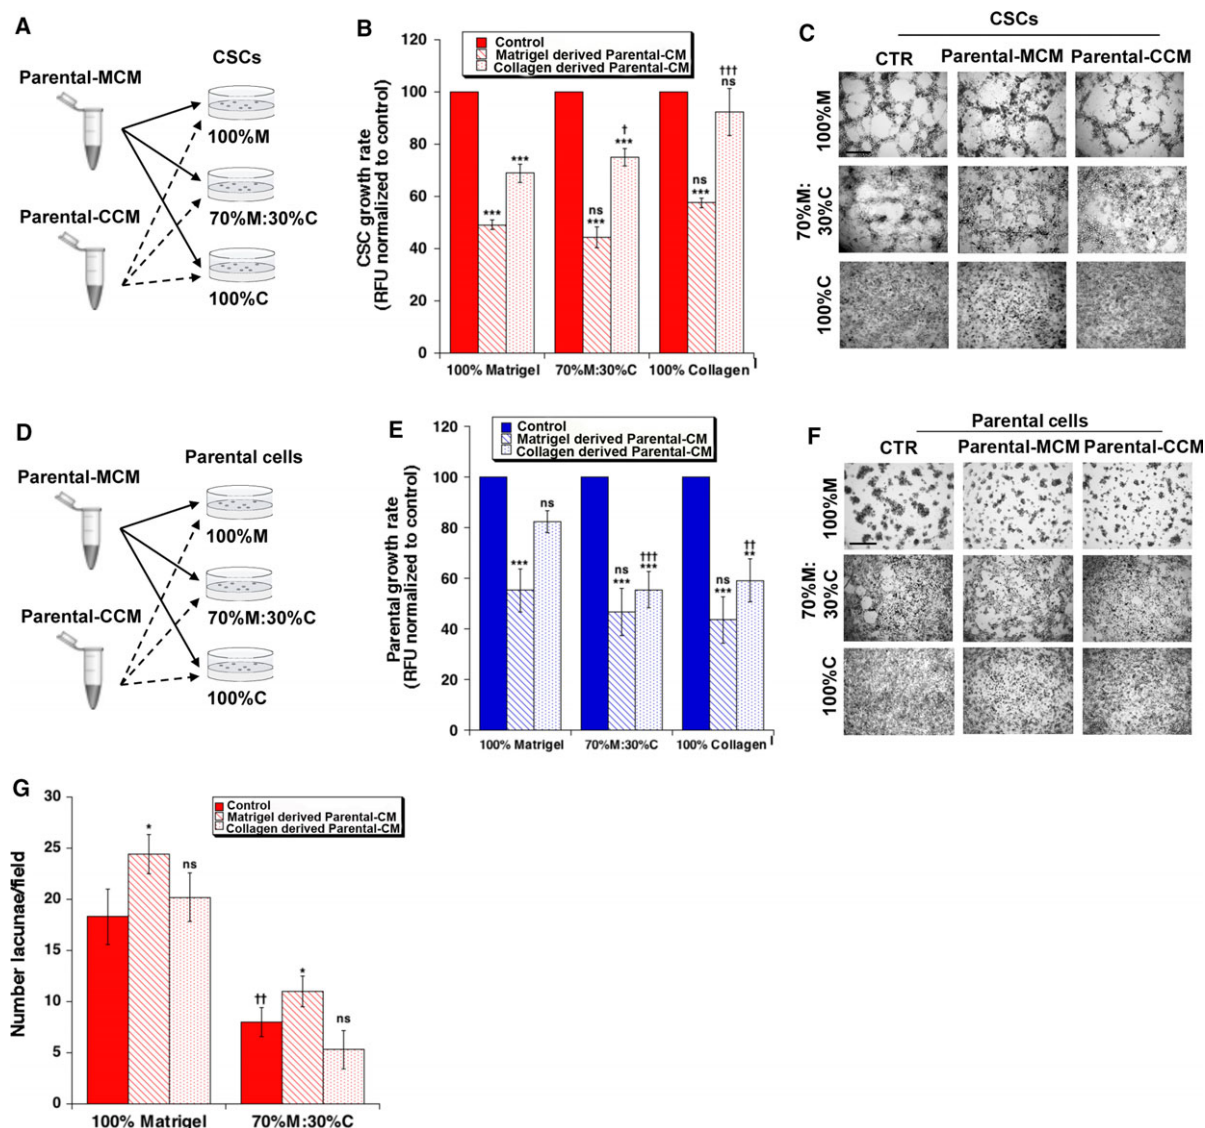 A
Parental-MCM
CSCs
100%M
Parental-CCM
70%M:30%C
100%C
B
Control
Matrigel derived Parental-CM
Collagen derived Parental-CM
CSC growth rate
(RFU normalized to control)
120
100
80
60
40
20
0
***
***
ns
***
†
***
ns
***
†††
ns
100% Matrigel
70%M:30%C
100% Collagen I
C
CSCs
CTR
Parental-MCM
Parental-CCM
100%M
70%M:
30%C
100%C
D
Parental-MCM
Parental cells
100%M
Parental-CCM
70%M:30%C
100%C
E
Control
Matrigel derived Parental-CM
Collagen derived Parental-CM
Parental growth rate
(RFU normalized to control)
120
100
80
60
40
20
0
***
ns
ns
***
†††
***
ns
***
††
**
100% Matrigel
70%M:30%C
100% Collagen I
F
Parental cells
CTR
Parental-MCM
Parental-CCM
100%M
70%M:
30%C
100%C
G
Control
Matrigel derived Parental-CM
Collagen derived Parental-CM
Number lacunae/field
30
25
20
15
10
5
0
*
ns
††
*
ns
100% Matrigel
70%M:30%C